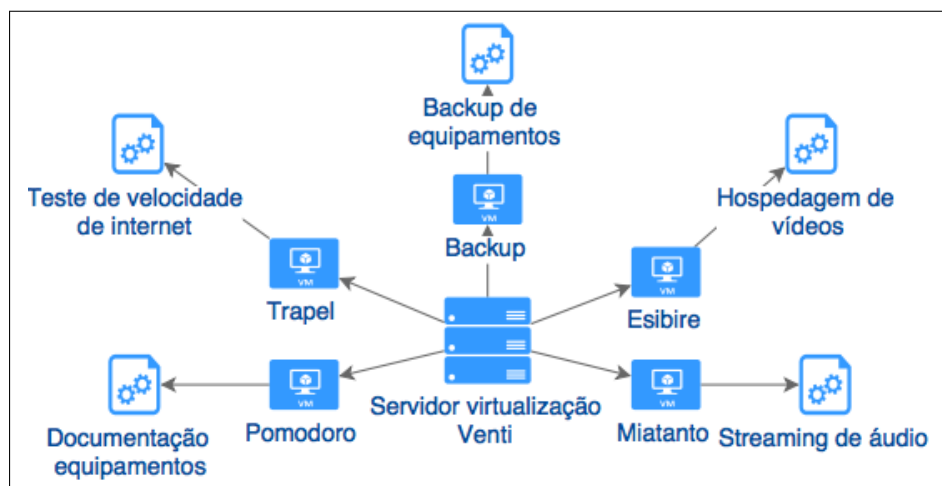 Backup de
equipamentos
Teste de velocidade
de internet
Hospedagem de
vídeos
VM
Backup
VM
Trapel
VM
Esibire
VM
Pomodoro
Servidor virtualização
Venti
VM
Miatanto
Documentação
equipamentos
Streaming de áudio